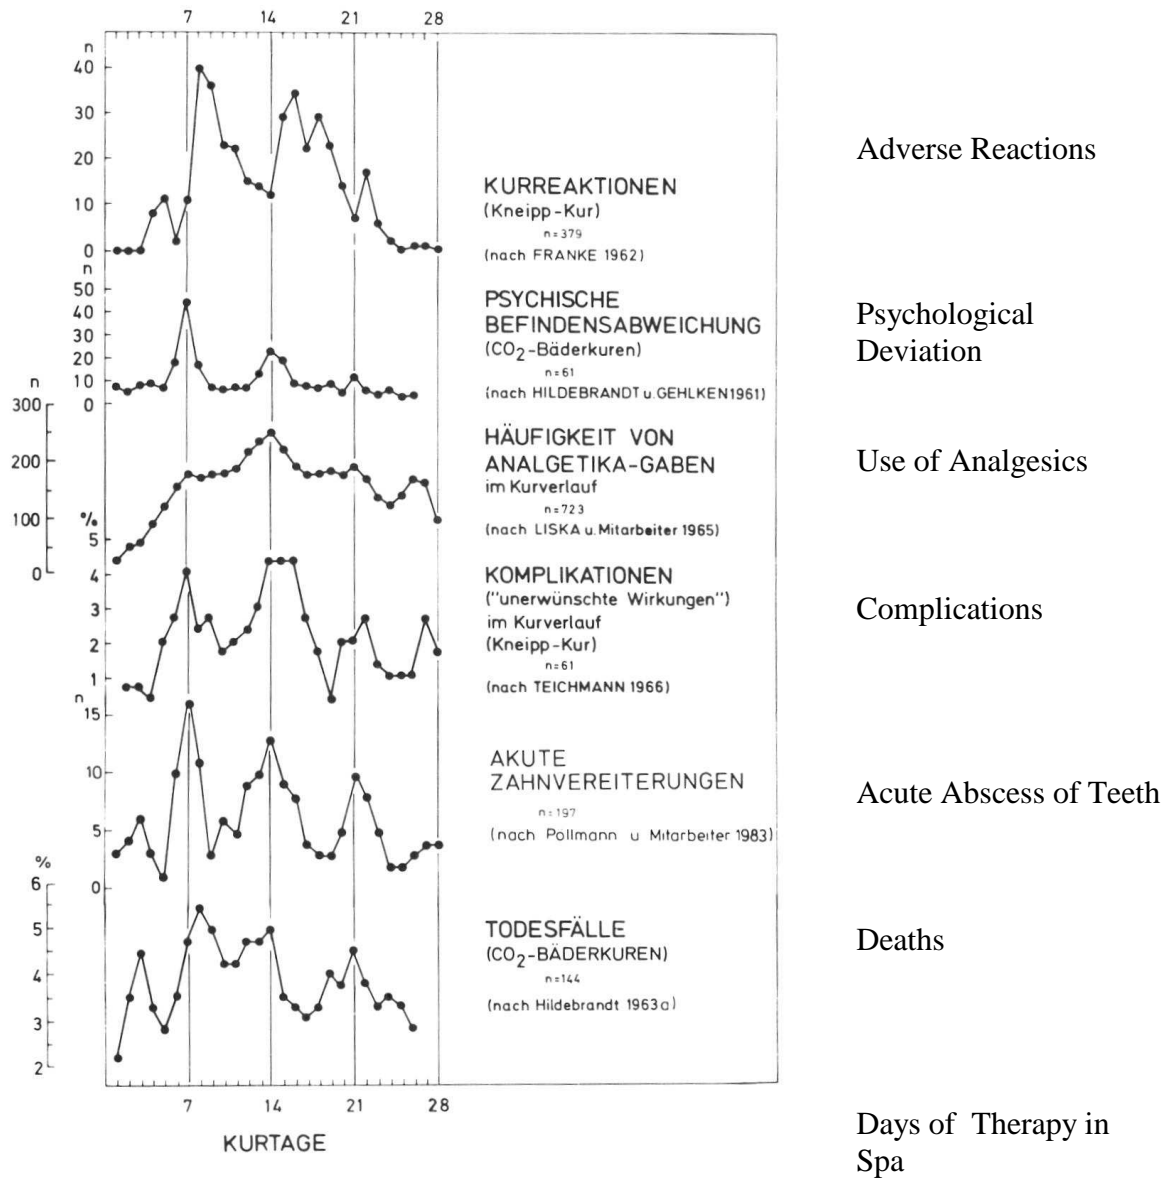 7 14 21 28
n
40
30
20
10
0
KURREAKTIONEN
(Kneipp-Kur)
n=379
(nach FRANKE 1962)
Adverse Reactions
n
50
40
30
20
10
0
PSYCHISCHE
BEFINDENSABWEICHUNG
(CO2-Bäderkuren)
n=61
(nach HILDEBRANDT u. GEHLKEN 1961)
Psychological
Deviation
n
300
200
100
0
HÄUFIGKEIT VON
ANALGETIKA-GABEN
im Kurverlauf
n=723
(nach LISKA u. Mitarbeiter 1965)
Use of Analgesics
%
5
4
3
2
1
KOMPLIKATIONEN
("unerwünschte Wirkungen")
im Kurverlauf
(Kneipp-Kur)
n=61
(nach TEICHMANN 1966)
Complications
n
15
10
5
0
AKUTE
ZAHNVEREITERUNGEN
n=197
(nach Pollmann u Mitarbeiter 1983)
Acute Abscess of Teeth
%
6
5
4
3
2
TODESFÄLLE
(CO2-BÄDERKUREN)
n=144
(nach Hildebrandt 1963a)
Deaths
7 14 21 28
KURTAGE
Days of Therapy in
Spa